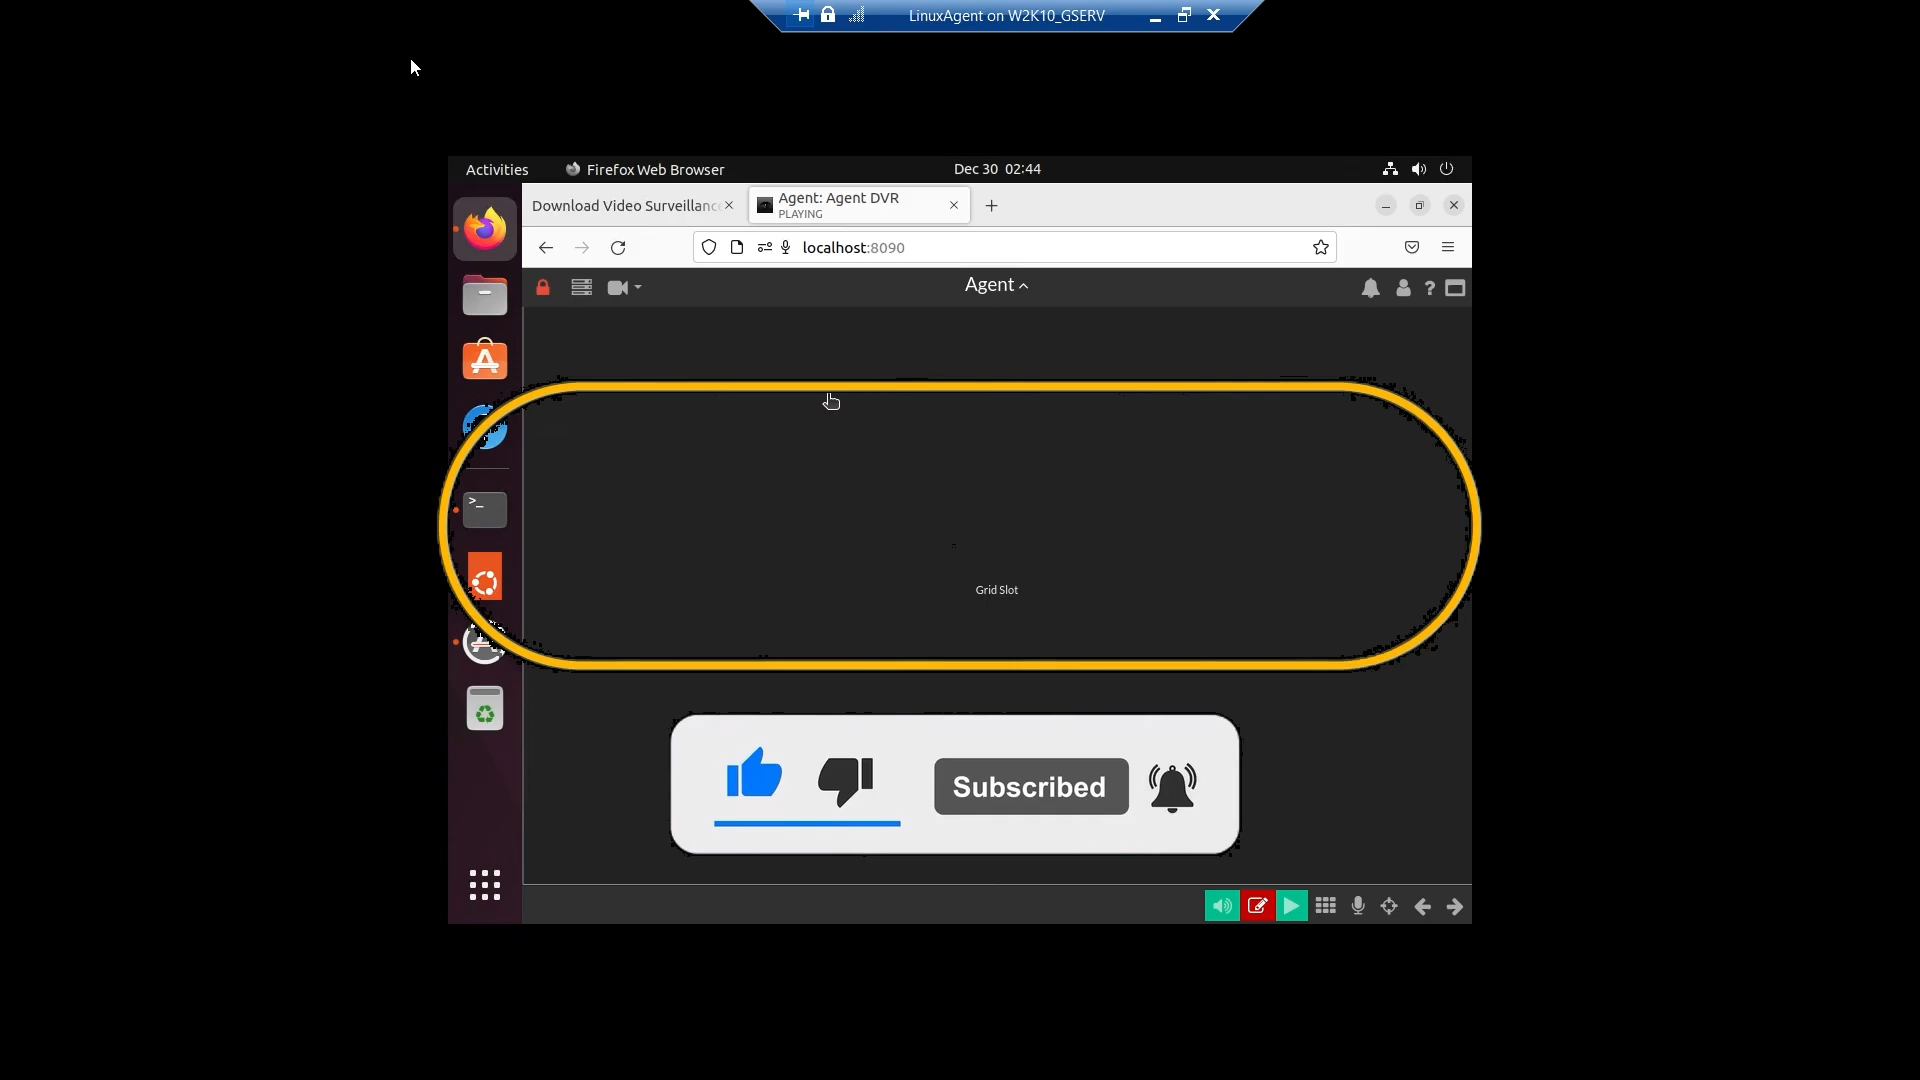 LinuxAgent on W2K10_GSERV
Activities
Firefox Web Browser
Dec 30 02:44
Download Video Surveillanc
Agent: Agent DVR
PLAYING
localhost:8090
Agent
?
>_
Grid Slot
Subscribed